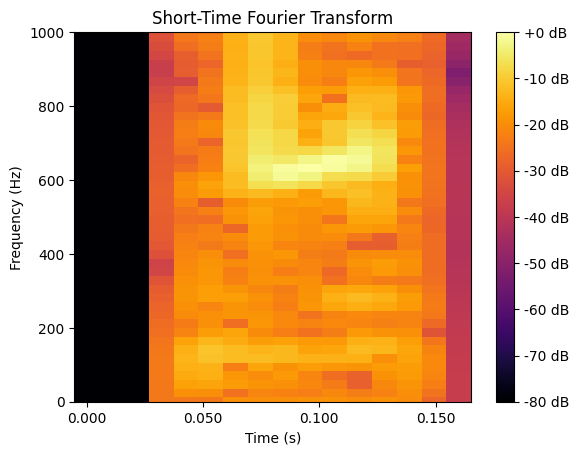 Short-Time Fourier Transform
1000
800
600
400
200
0
Frequency (Hz)
0.000
0.050
0.100
0.150
Time (s)
+0 dB
-10 dB
-20 dB
-30 dB
-40 dB
-50 dB
-60 dB
-70 dB
-80 dB